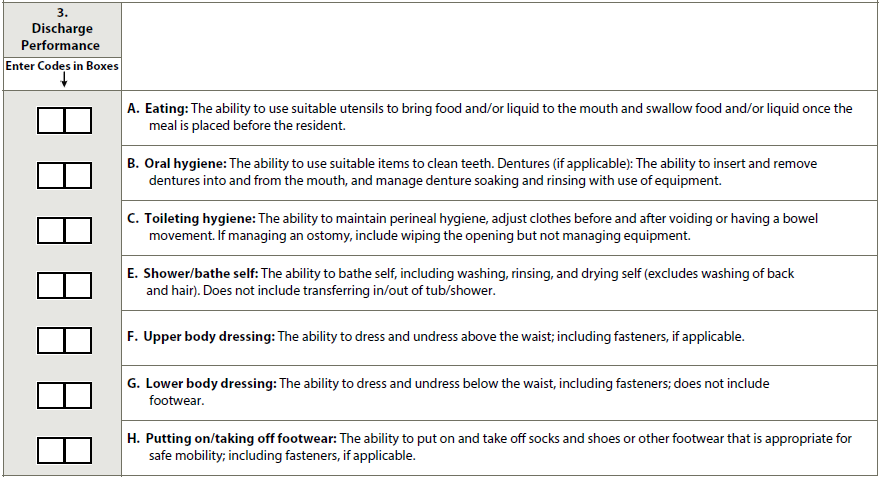 3.
Discharge
Performance
Enter Codes in Boxes
A. Eating: The ability to use suitable utensils to bring food and/or liquid to the mouth and swallow food and/or liquid once the
meal is placed before the resident.
B. Oral hygiene: The ability to use suitable items to clean teeth. Dentures (if applicable): The ability to insert and remove
dentures into and from the mouth, and manage denture soaking and rinsing with use of equipment.
C. Toileting hygiene: The ability to maintain perineal hygiene, adjust clothes before and after voiding or having a bowel
movement. If managing an ostomy, include wiping the opening but not managing equipment.
E. Shower/bathe self: The ability to bathe self, including washing, rinsing, and drying self (excludes washing of back
and hair). Does not include transferring in/out of tub/shower.
F. Upper body dressing: The ability to dress and undress above the waist; including fasteners, if applicable.
G. Lower body dressing: The ability to dress and undress below the waist, including fasteners; does not include
footwear.
H. Putting on/taking off footwear: The ability to put on and take off socks and shoes or other footwear that is appropriate for
safe mobility; including fasteners, if applicable.